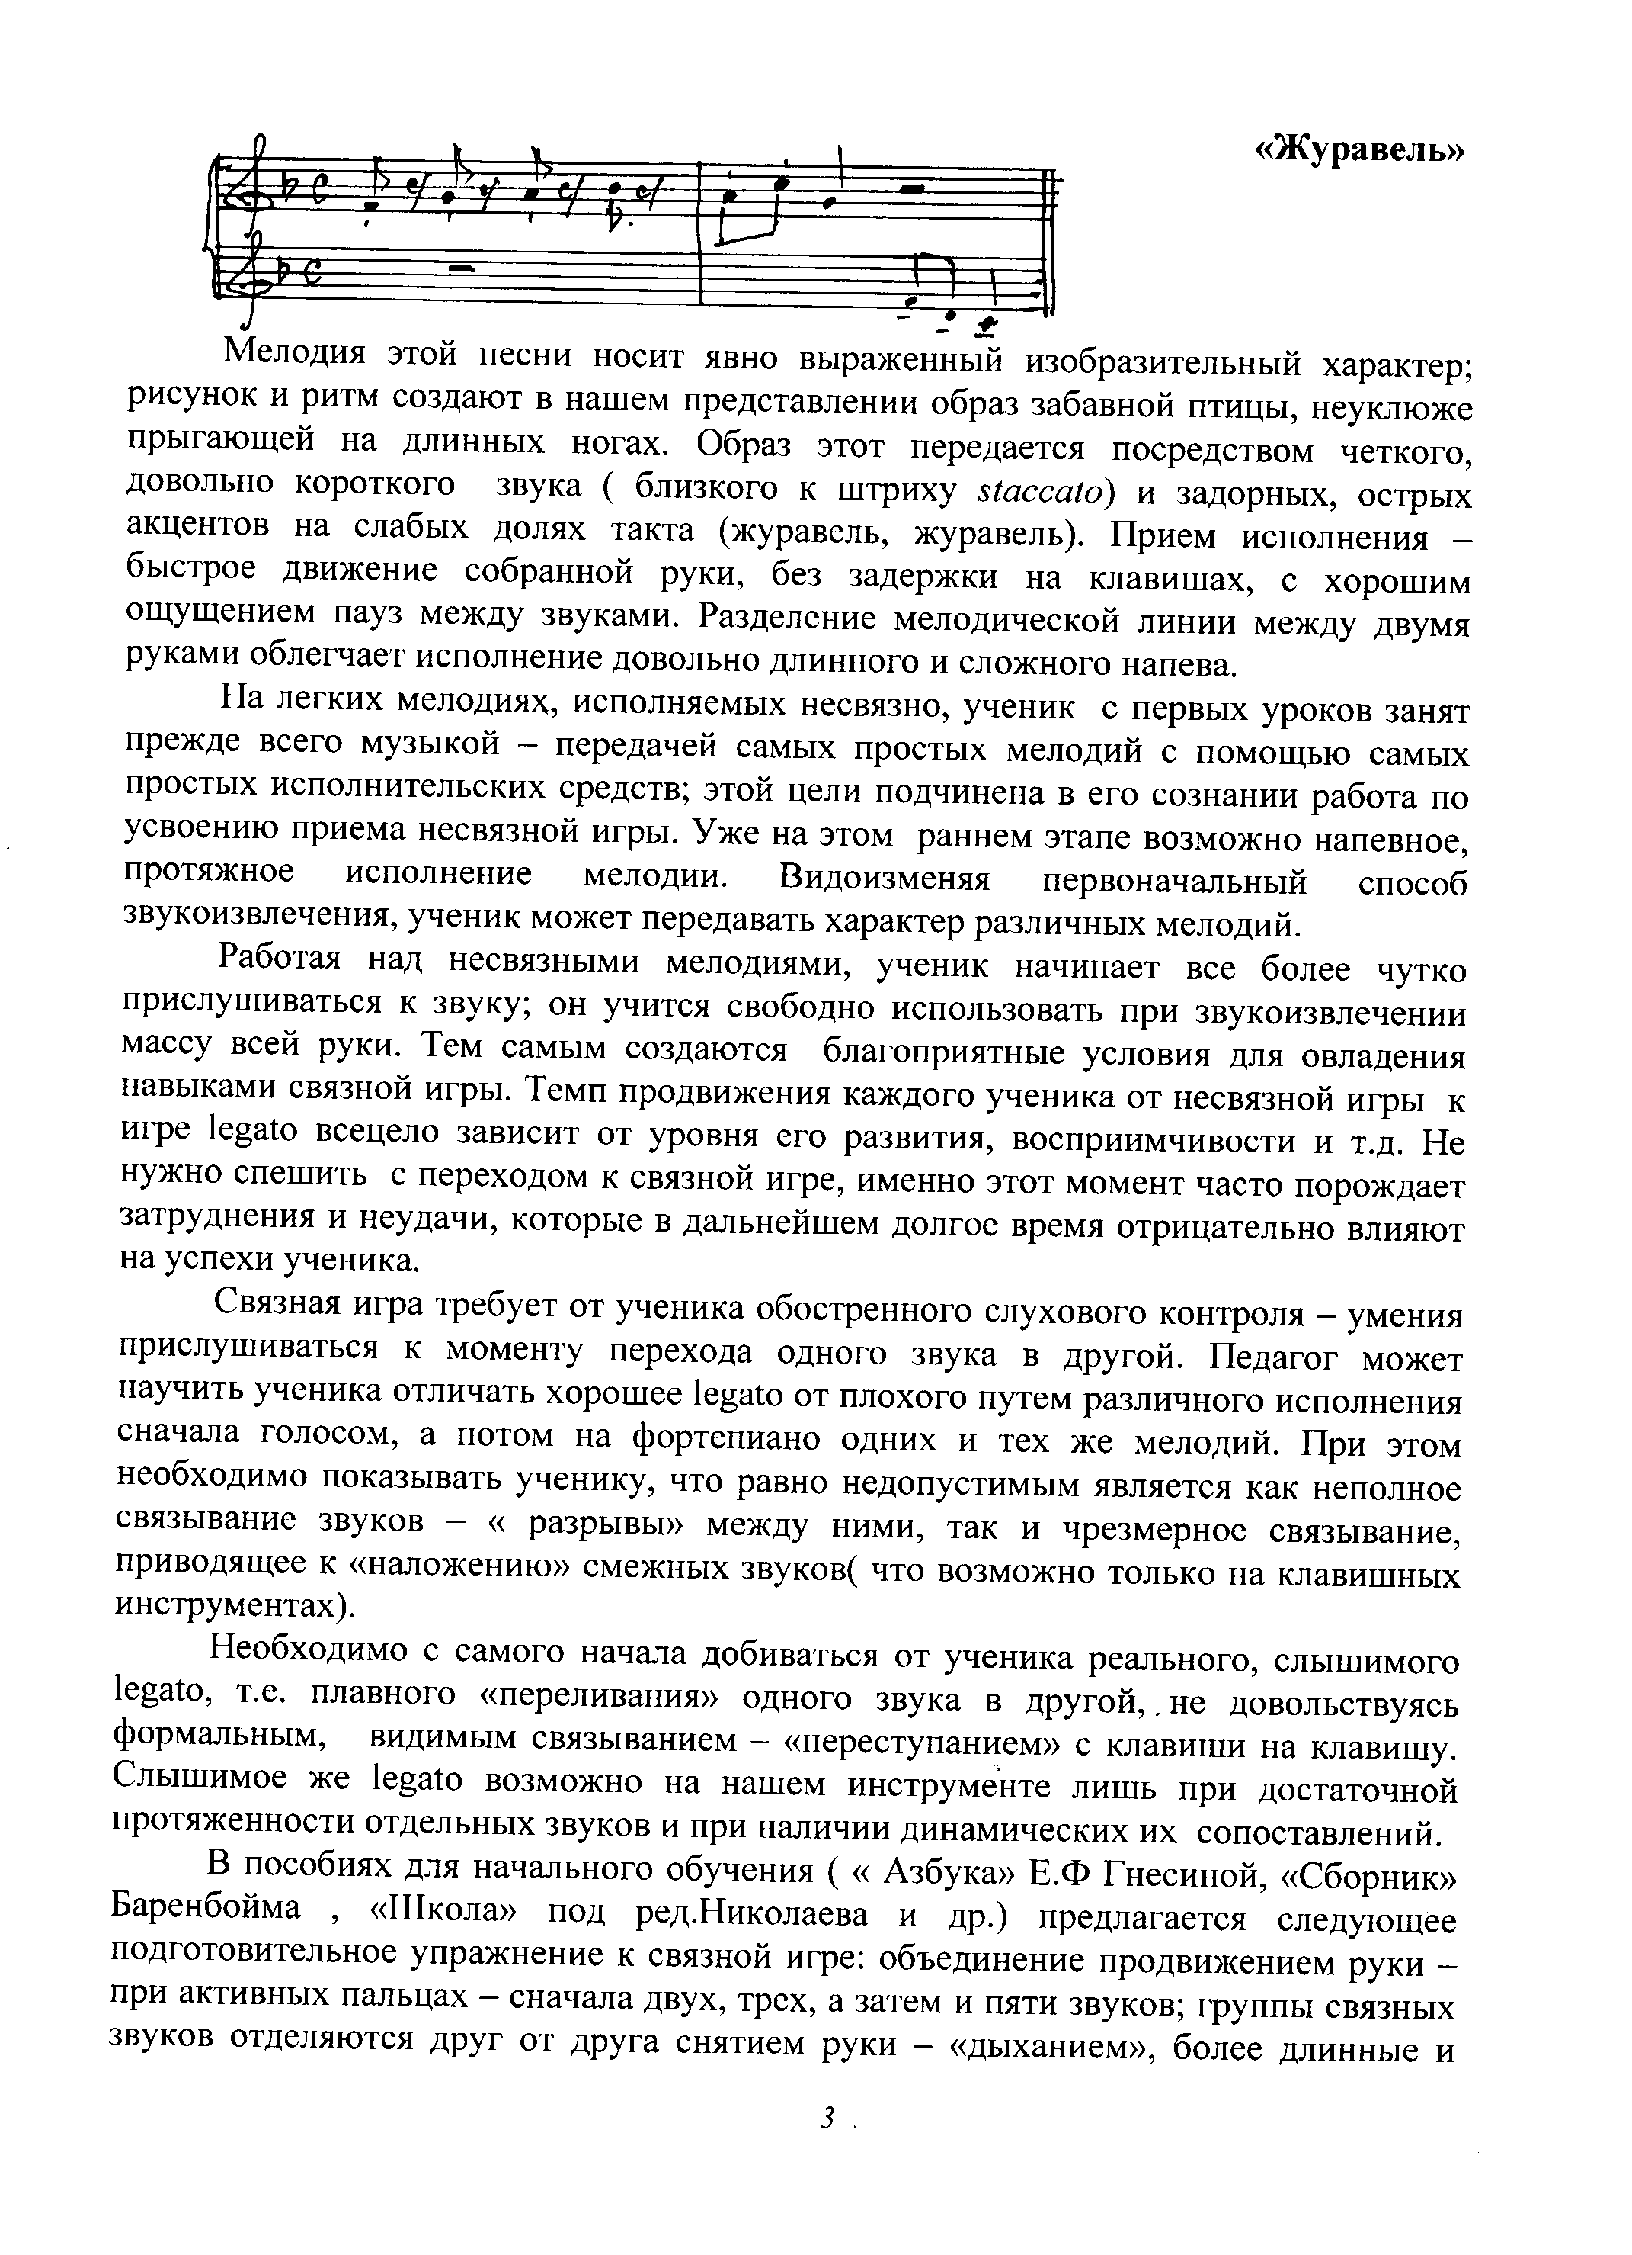 «Журавель»
Мелодия этой песни носит явно выраженный изобразительный характер;
рисунок и ритм создают в нашем представлении образ забавной птицы, неуклюже
прыгающей на длинных ногах. Образ этот передается посредством четкого,
довольно короткого звука ( близкого к штриху staccato) и задорных, острых
акцентов на слабых долях такта (журавель, журавель). Прием исполнения –
быстрое движение собранной руки, без задержки на клавишах, с хорошим
ощущением пауз между звуками. Разделение мелодической линии между двумя
руками облегчает исполнение довольно длинного и сложного напева.
На легких мелодиях, исполняемых несвязно, ученик с первых уроков занят
прежде всего музыкой – передачей самых простых мелодий с помощью самых
простых исполнительских средств; этой цели подчинена в его сознании работа по
усвоению приема несвязной игры. Уже на этом раннем этапе возможно напевное,
протяжное исполнение мелодии. Видоизменяя первоначальный способ
звукоизвлечения, ученик может передавать характер различных мелодий.
Работая над несвязными мелодиями, ученик начинает все более чутко
прислушиваться к звуку; он учится свободно использовать при звукоизвлечении
массу всей руки. Тем самым создаются благоприятные условия для овладения
навыками связной игры. Темп продвижения каждого ученика от несвязной игры к
игре legato всецело зависит от уровня его развития, восприимчивости и т.д. Не
нужно спешить с переходом к связной игре, именно этот момент часто порождает
затруднения и неудачи, которые в дальнейшем долгое время отрицательно влияют
на успехи ученика.
Связная игра требует от ученика обостренного слухового контроля – умения
прислушиваться к моменту перехода одного звука в другой. Педагог может
научить ученика отличать хорошее legato от плохого путем различного исполнения
сначала голосом, а потом на фортепиано одних и тех же мелодий. При этом
необходимо показывать ученику, что равно недопустимым является как неполное
связывание звуков – « разрывы» между ними, так и чрезмерное связывание,
приводящее к «наложению» смежных звуков( что возможно только на клавишных
инструментах).
Необходимо с самого начала добиваться от ученика реального, слышимого
legato, т.е. плавного «переливания» одного звука в другой, не довольствуясь
формальным, видимым связыванием – «переступанием» с клавиши на клавишу.
Слышимое же legato возможно на нашем инструменте лишь при достаточной
протяженности отдельных звуков и при наличии динамических их сопоставлений.
В пособиях для начального обучения ( « Азбука» Е.Ф Гнесиной, «Сборник»
Баренбойма , «Школа» под ред.Николаева и др.) предлагается следующее
подготовительное упражнение к связной игре: объединение продвижением руки –
при активных пальцах – сначала двух, трех, а затем и пяти звуков; группы связных
звуков отделяются друг от друга снятием руки – «дыханием», более длинные и
3